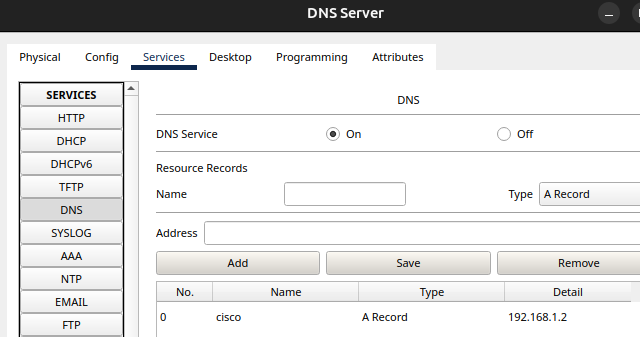 DNS Server
Physical Config Services Desktop Programming Attributes
SERVICES
HTTP
DHCP
DHCPv6
TFTP
DNS
SYSLOG
AAA
NTP
EMAIL
FTP
DNS
DNS Service On Off
Resource Records
Name Type A Record
Address
Add Save Remove
No. Name Type Detail
0 cisco A Record 192.168.1.2